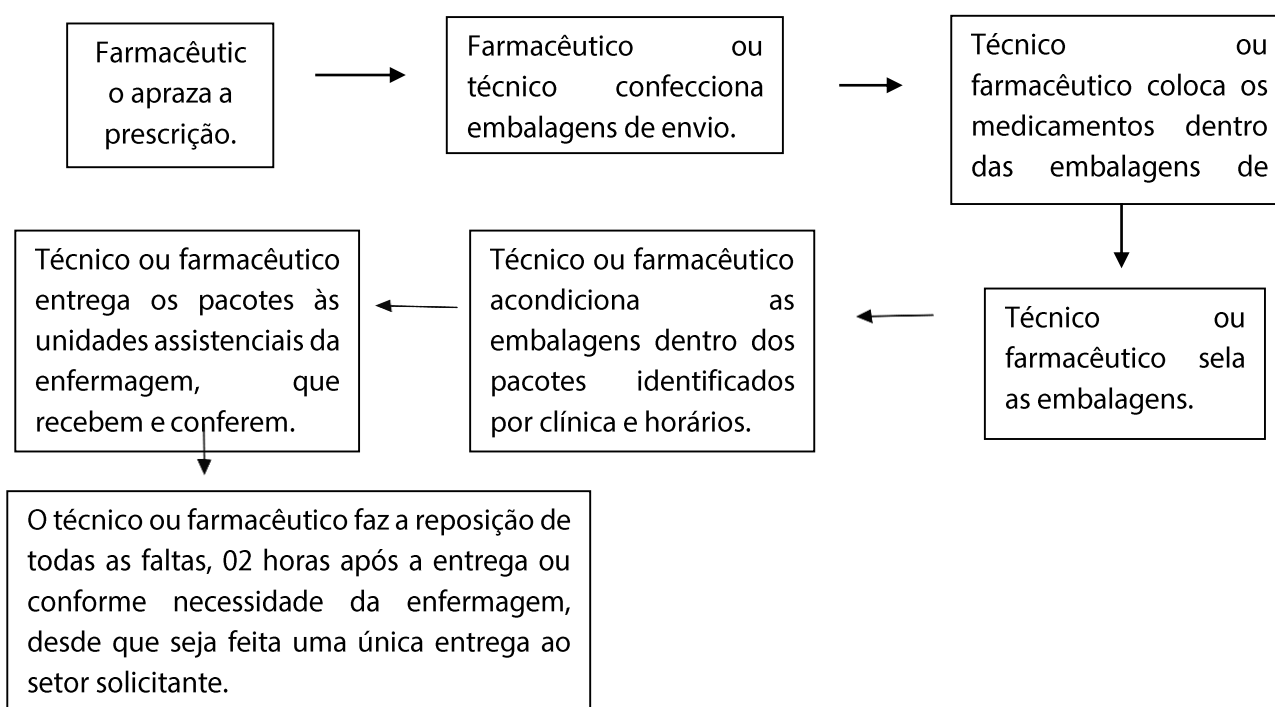 Farmacêutic
o apraza a
prescrição.
Farmacêutico ou
técnico confecciona
embalagens de envio.
Técnico ou
farmacêutico coloca os
medicamentos dentro
das embalagens de
Técnico ou
farmacêutico sela
as embalagens.
Técnico ou farmacêutico
acondiciona as
embalagens dentro dos
pacotes identificados
por clínica e horários.
Técnico ou farmacêutico
entrega os pacotes às
unidades assistenciais da
enfermagem, que
recebem e conferem.
O técnico ou farmacêutico faz a reposição de
todas as faltas, 02 horas após a entrega ou
conforme necessidade da enfermagem,
desde que seja feita uma única entrega ao
setor solicitante.